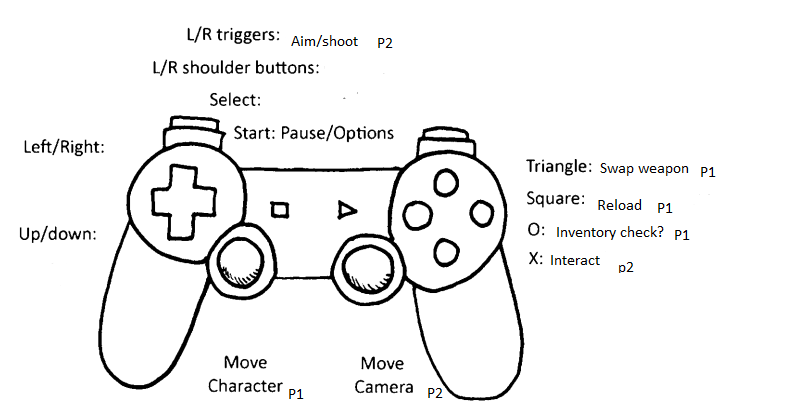 L/R triggers: Aim/shoot P2
L/R shoulder buttons:
Select:
Start: Pause/Options
Left/Right:
Up/down:
Triangle: Swap weapon P1
Square: Reload P1
O: Inventory check? P1
X: Interact p2
Move
Character P1
Move
Camera P2